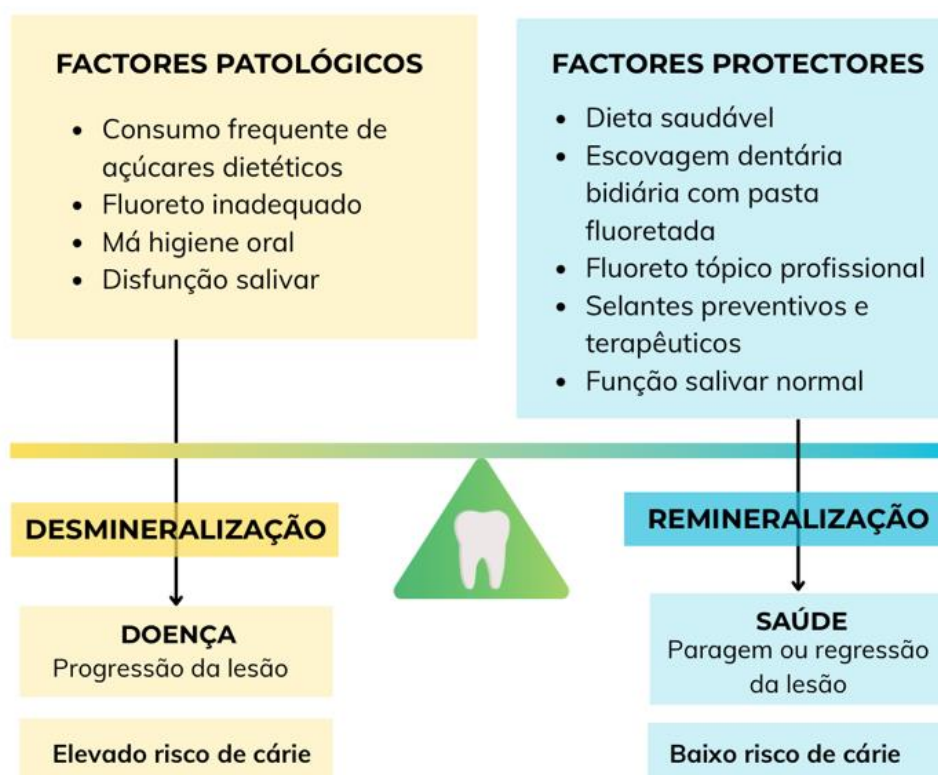 FACTORES PATOLÓGICOS
• Consumo frequente de
açúcares dietéticos
• Fluoreto inadequado
• Má higiene oral
• Disfunção salivar
FACTORES PROTECTORES
• Dieta saudável
• Escovagem dentária
bidiária com pasta
fluoretada
• Fluoreto tópico profissional
• Selantes preventivos e
terapêuticos
• Função salivar normal
DESMINERALIZAÇÃO
REMINERALIZAÇÃO
DOENÇA
Progressão da lesão
SAÚDE
Paragem ou regressão
da lesão
Elevado risco de cárie
Baixo risco de cárie